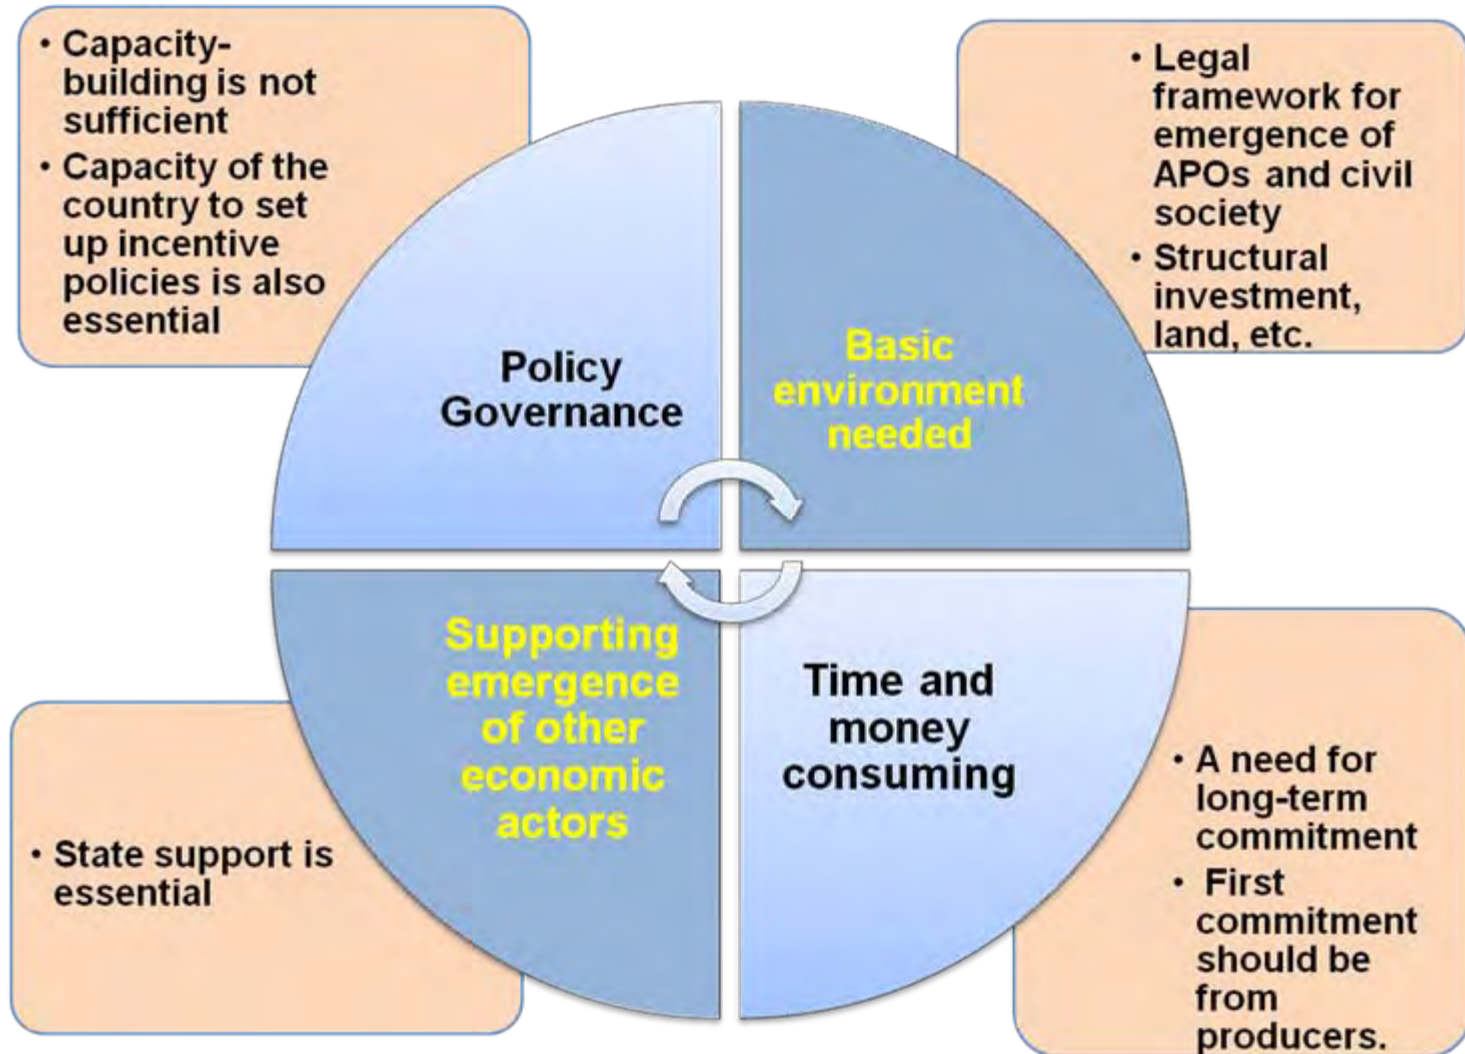 • Capacity-
building is not
sufficient
• Capacity of the
country to set
up incentive
policies is also
essential
• Legal
framework for
emergence of
APOs and civil
society
• Structural
investment,
land, etc.
Policy
Governance
Basic
environment
needed
Supporting
emergence
of other
economic
actors
Time and
money
consuming
• State support is
essential
• A need for
long-term
commitment
• First
commitment
should be
from
producers.